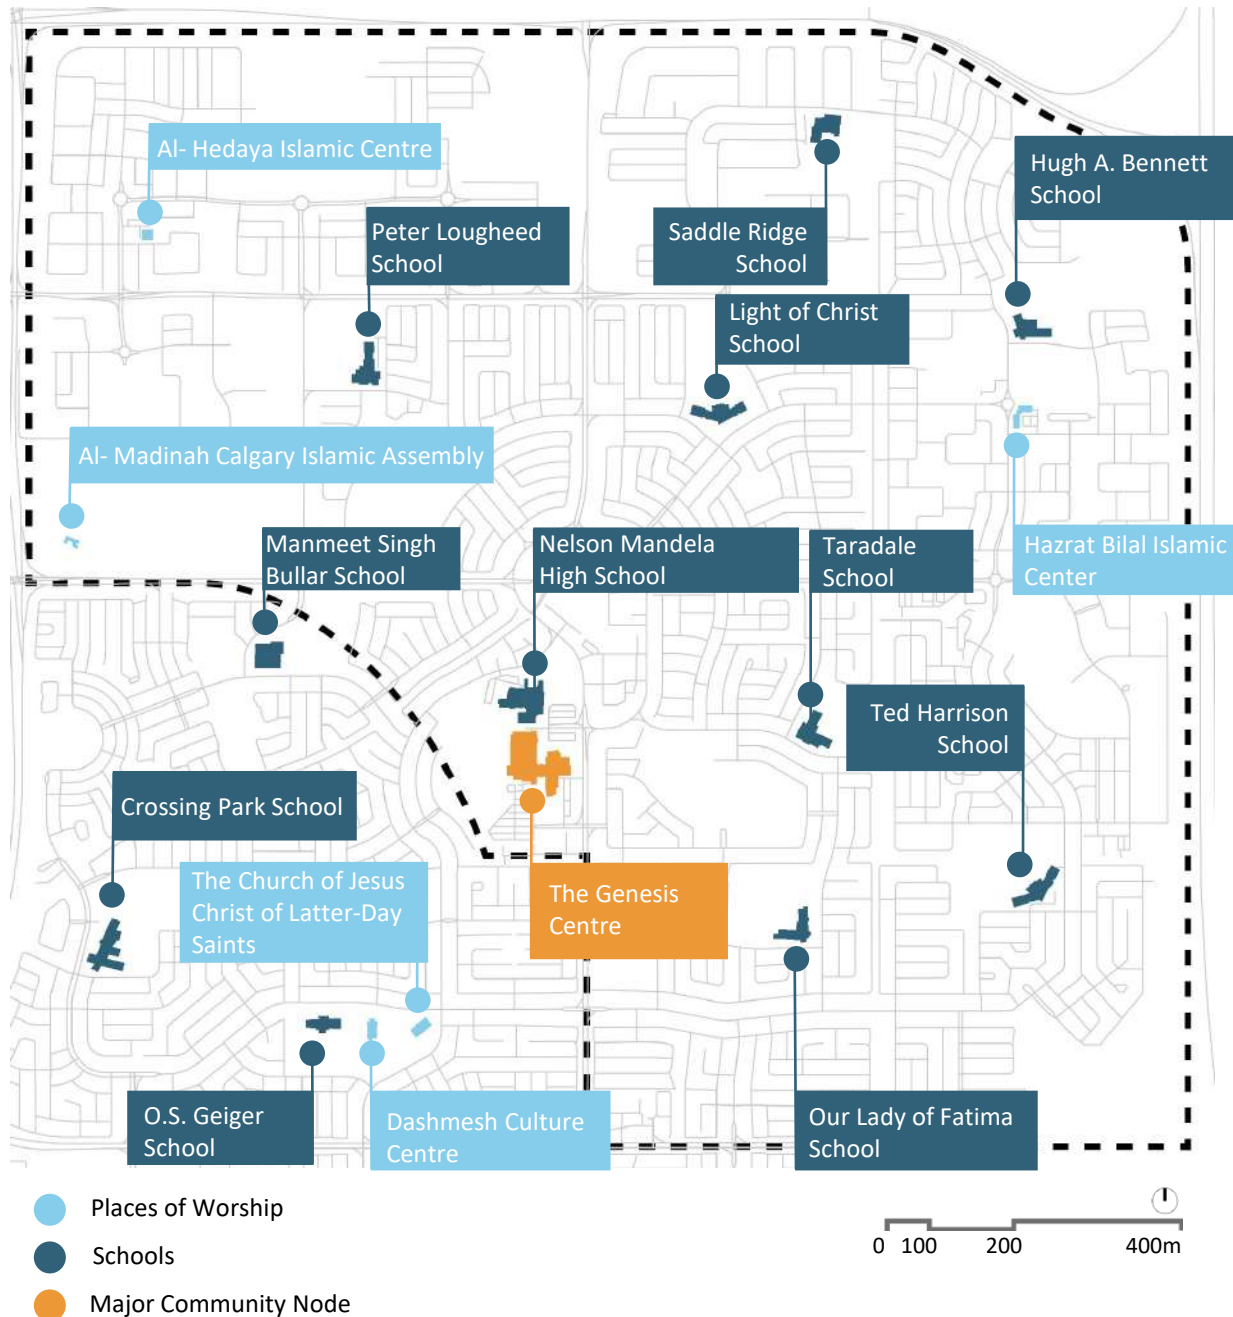 Al- Hedaya Islamic Centre
Hugh A. Bennett
School
Peter Lougheed
School
Saddle Ridge
School
Light of Christ
School
Al- Madinah Calgary Islamic Assembly
Manmeet Singh
Bullar School
Nelson Mandela
High School
Taradale
School
Hazrat Bilal Islamic
Center
Ted Harrison
School
Crossing Park School
The Church of Jesus
Christ of Latter-Day
Saints
The Genesis
Centre
O.S. Geiger
School
Dashmesh Culture
Centre
Our Lady of Fatima
School
Places of Worship
Schools
Major Community Node
0 100 200 400m